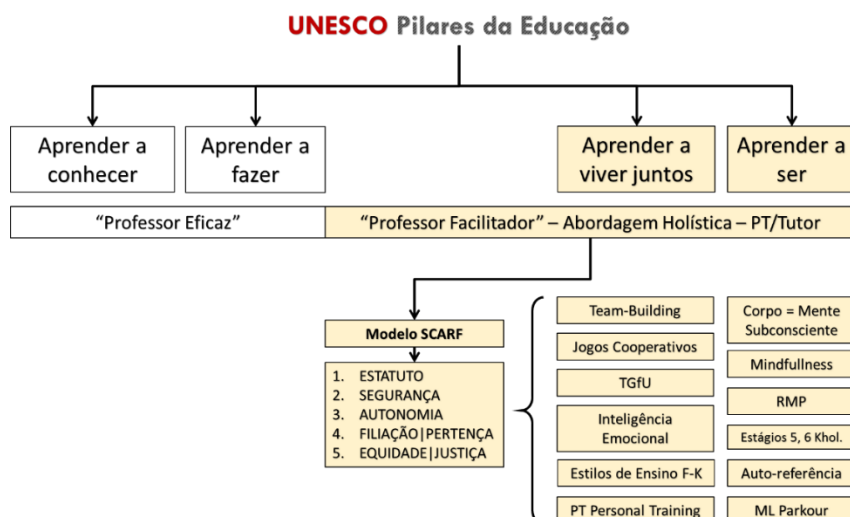 UNESCO Pilares da Educação
Aprender a
conhecer
Aprender a
fazer
Aprender a
viver juntos
Aprender a
ser
“Professor Eficaz”
“Professor Facilitador” – Abordagem Holística – PT/Tutor
Modelo SCARF
1. ESTATUTO
2. SEGURANÇA
3. AUTONOMIA
4. FILIAÇÃO|PERTENÇA
5. EQUIDADE|JUSTIÇA
Team-Building
Jogos Cooperativos
TGfU
Inteligência
Emocional
Estilos de Ensino F-K
PT Personal Training
Corpo = Mente
Subconsciente
Mindfullness
RMP
Estágios 5, 6 Khol.
Auto-referência
ML Parkour